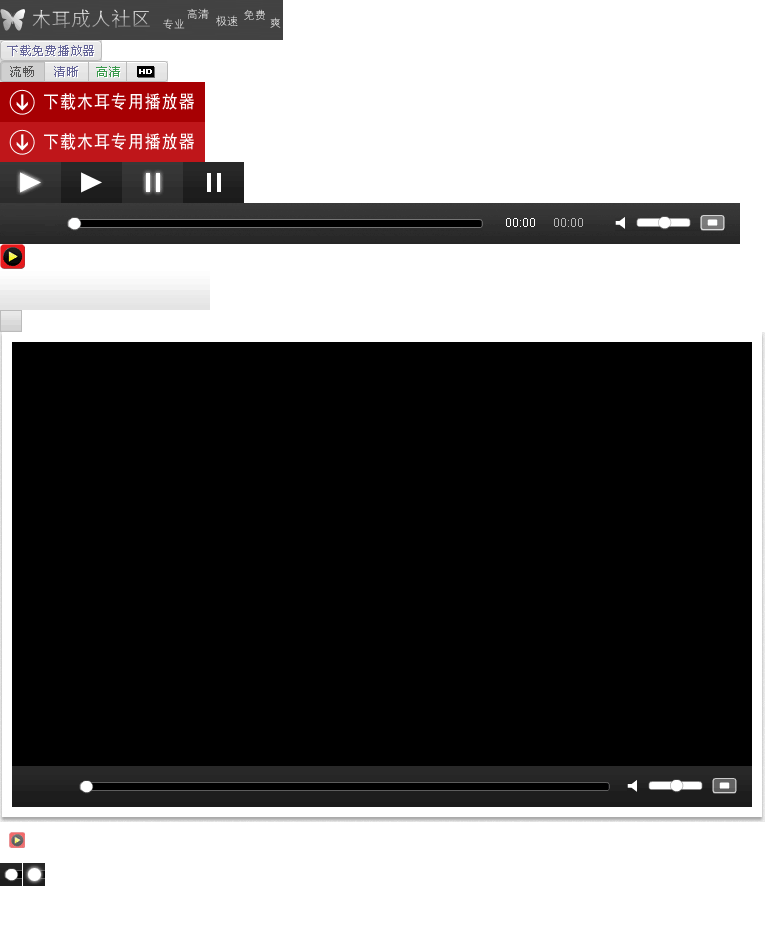 木耳成人社区 专业 高清 极速 免费 爽
下载免费播放器
流畅 清晰 高清 HD
下载木耳专用播放器
下载木耳专用播放器
00:00 00:00